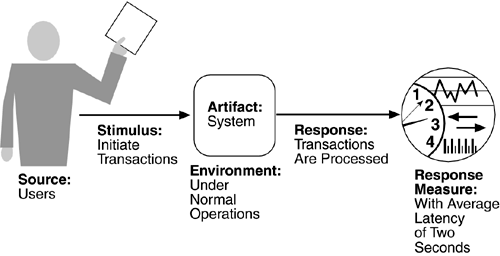 Source:
Users
Stimulus:
Initiate
Transactions
Artifact:
System
Environment:
Under
Normal
Operations
Response:
Transactions
Are Processed
1
2
3
4
Response
Measure:
With Average
Latency
of Two
Seconds